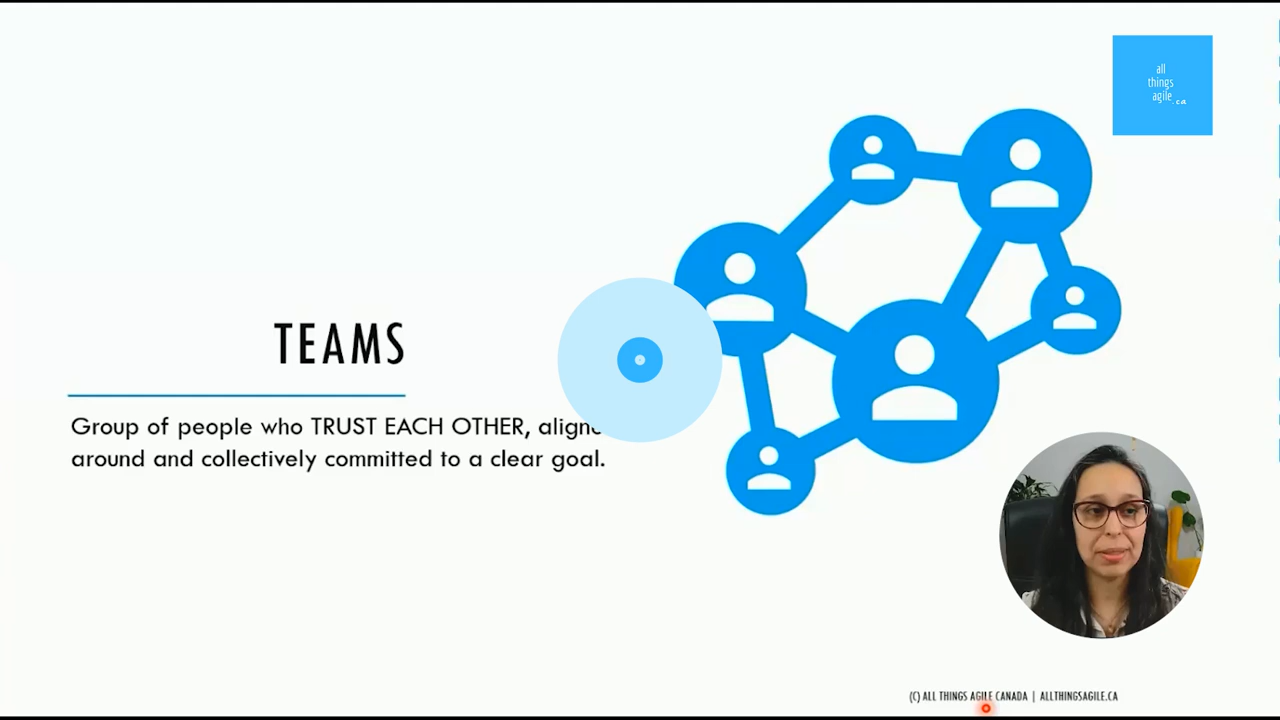 all
things
agile.ca
TEAMS
Group of people who TRUST EACH OTHER,
around and collectively committed to a clear goal.
(C) ALL THINGS AGILE CANADA | ALLTHINGSAGILE.CA